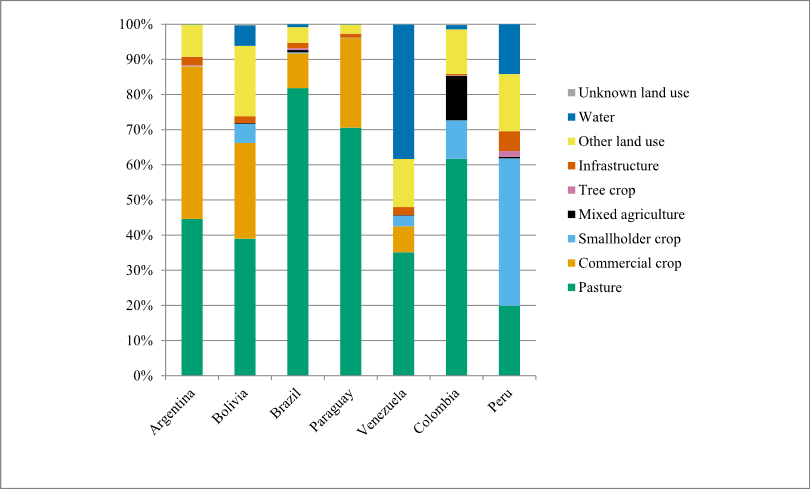 100%
90%
80%
70%
60%
50%
40%
30%
20%
10%
0%
Argentina
Bolivia
Brazil
Paraguay
Venezuela
Colombia
Peru
Unknown land use
Water
Other land use
Infrastructure
Tree crop
Mixed agriculture
Smallholder crop
Commercial crop
Pasture